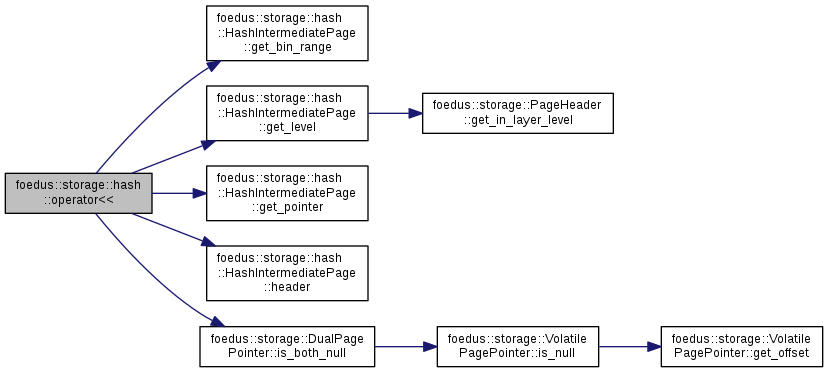 foedus::storage::hash
::HashIntermediatePage
::get_bin_range
foedus::storage::hash
::HashIntermediatePage
::get_level
foedus::storage::PageHeader
::get_in_layer_level
foedus::storage::hash
::operator<<
foedus::storage::hash
::HashIntermediatePage
::get_pointer
foedus::storage::hash
::HashIntermediatePage
::header
foedus::storage::DualPage
Pointer::is_both_null
foedus::storage::Volatile
PagePointer::is_null
foedus::storage::Volatile
PagePointer::get_offset